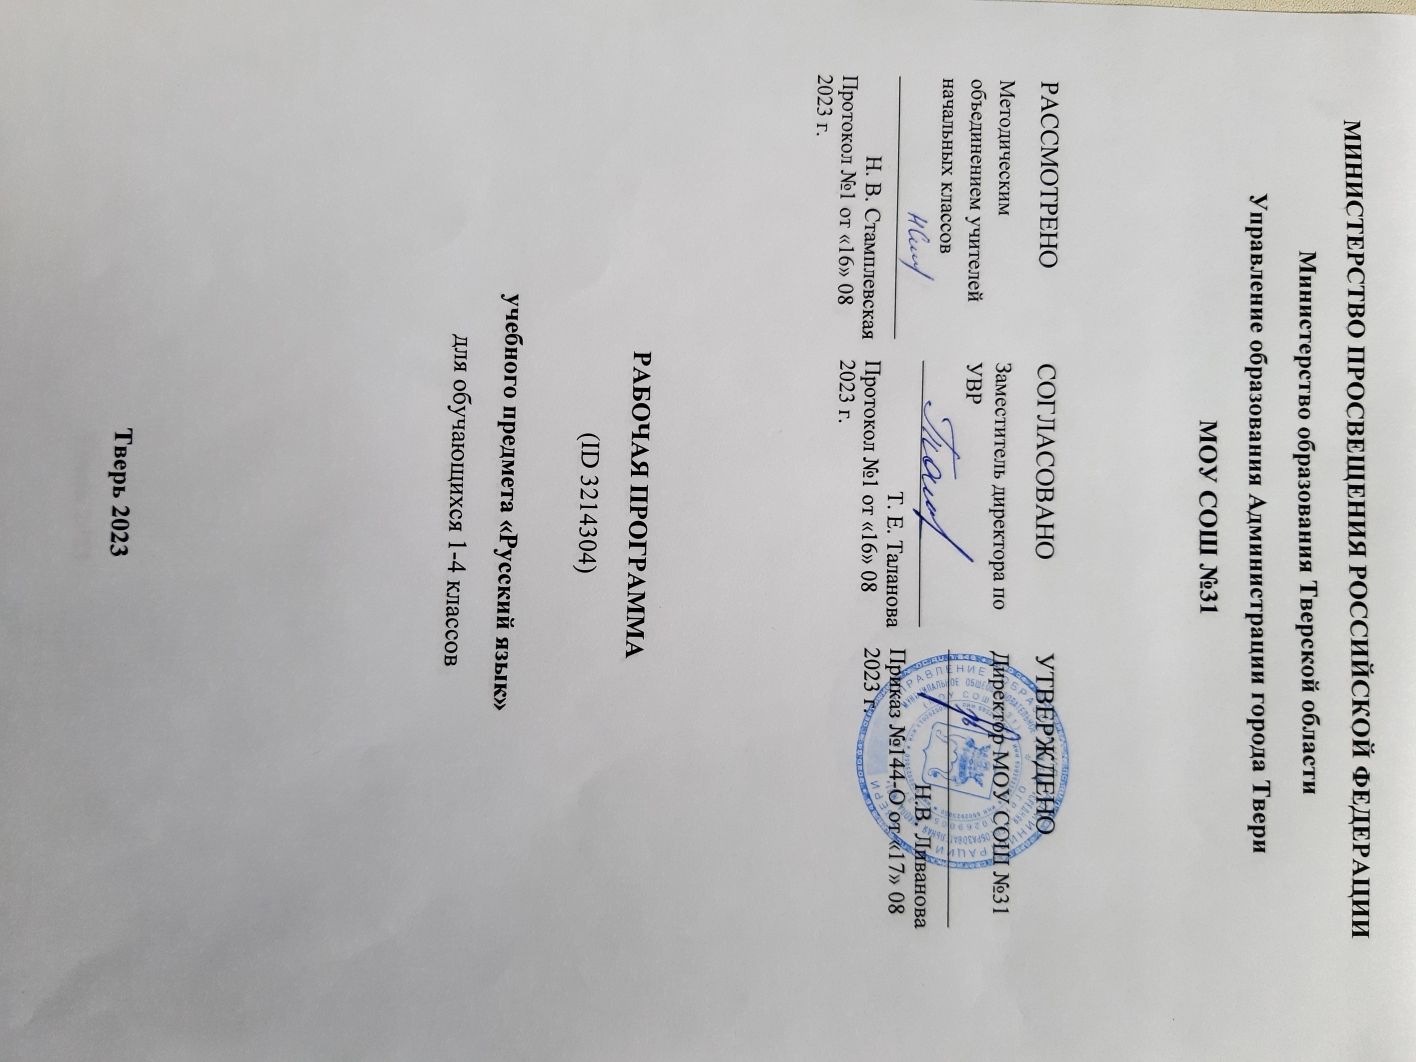 МИНИСТЕРСТВО ПРОСВЕЩЕНИЯ РОССИЙСКОЙ ФЕДЕРАЦИИ
Министерство образования Тверской области
Управление образования Администрации города Твери
МОУ СОШ №31
РАССМОТРЕНО
Методическим
объединением учителей
начальных классов
Н. В. Стамплевская
Протокол №1 от «16» 08
2023 г.
СОГЛАСОВАНО
Заместитель директора по
УВР
Т. Е. Таланова
Протокол №1 от «16» 08
2023 г.
УТВЕРЖДЕНО
Директор МОУ СОШ №31
Н.В. Ливанова
Приказ №144-О от «17» 08
2023 г.
РАБОЧАЯ ПРОГРАММА
(ID 3214304)
учебного предмета «Русский язык»
для обучающихся 1-4 классов
Тверь 2023